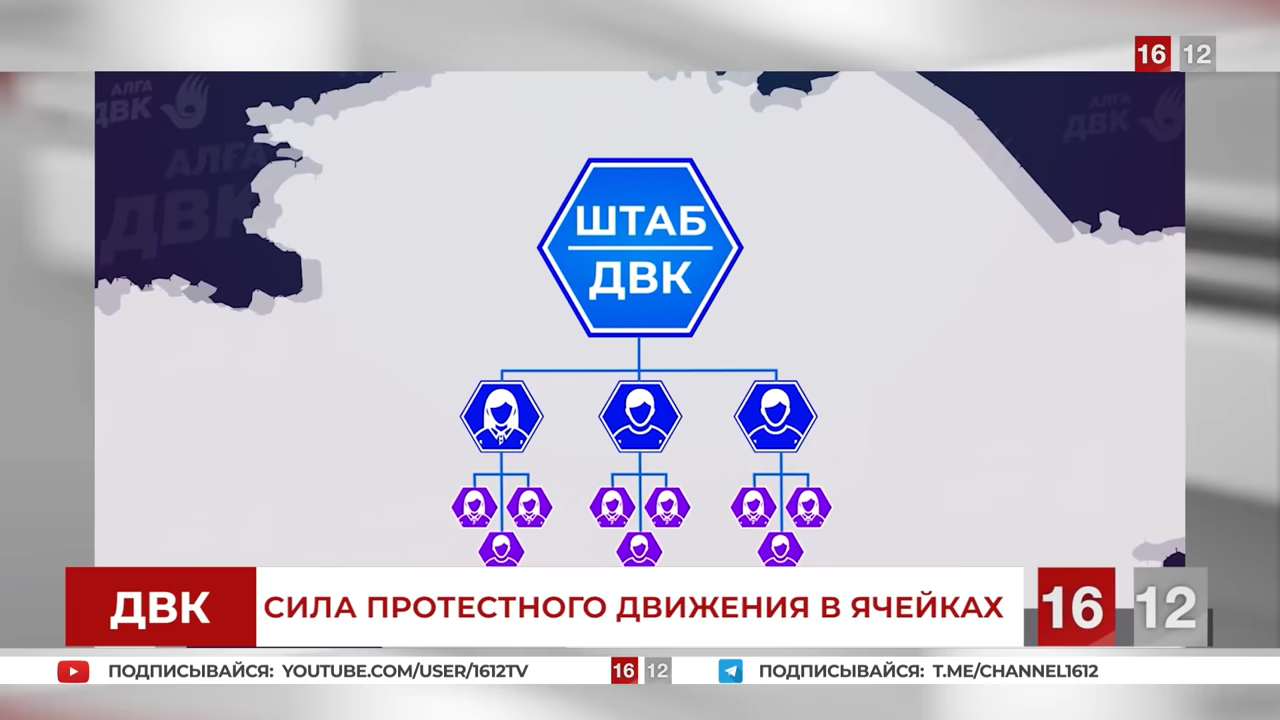 16 12
АЛҒА
ДВК
АЛҒА
ДВК
АЛҒА
ДВК
ШТАБ
ДВК
ДВК
СИЛА ПРОТЕСТНОГО ДВИЖЕНИЯ В ЯЧЕЙКАХ
16 12
ПОДПИСЫВАЙСЯ: YOUTUBE.COM/USER/1612TV
16 12
ПОДПИСЫВАЙСЯ: T.ME/CHANNEL1612